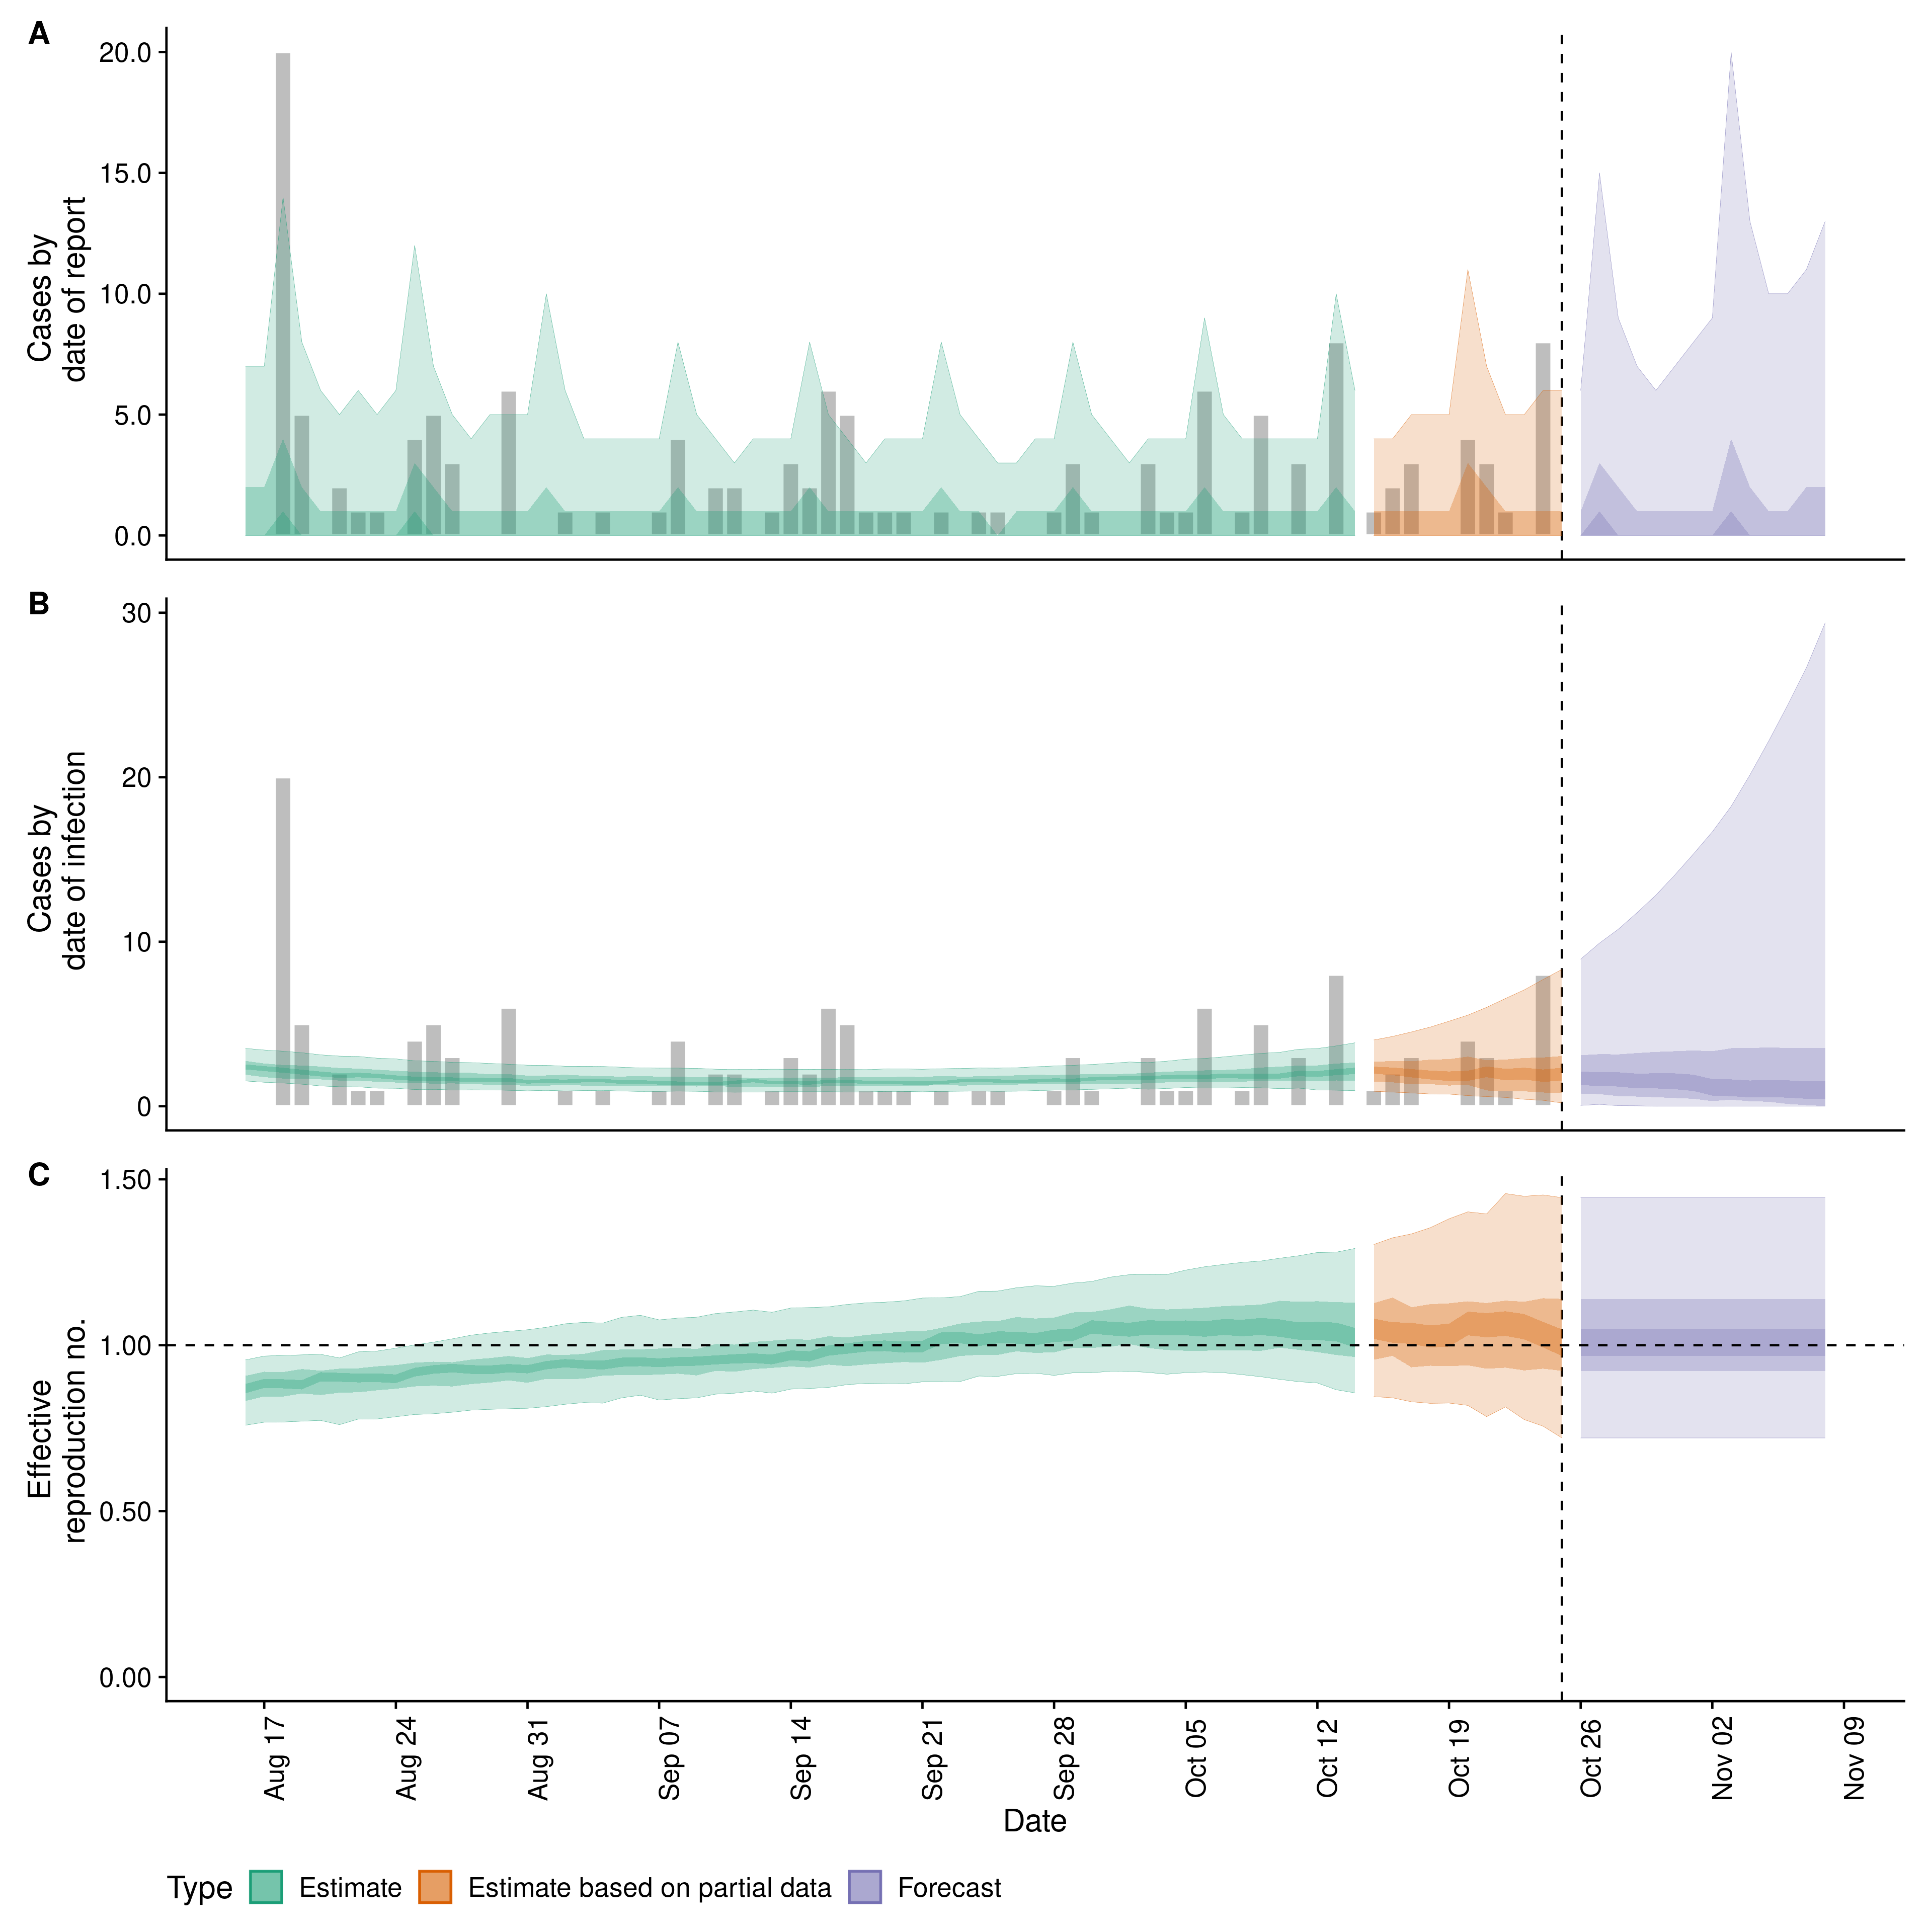 A
Cases by
date of report
20.0
15.0
10.0
5.0
0.0
B
Cases by
date of infection
30
20
10
0
C
Effective
reproduction no.
1.50
1.00
0.50
0.00
Aug 17
Aug 24
Aug 31
Sep 07
Sep 14
Sep 21
Sep 28
Oct 05
Oct 12
Oct 19
Oct 26
Nov 02
Nov 09
Date
Type Estimate Estimate based on partial data Forecast